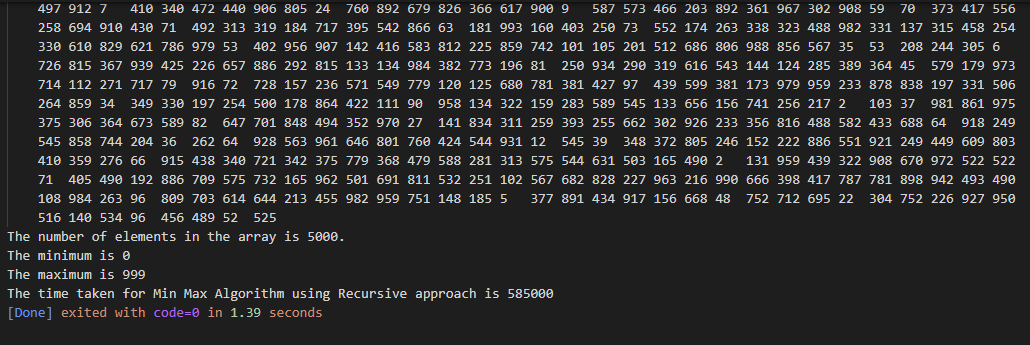 497 912 7 410 340 472 440 906 805 24 760 892 679 826 366 617 900 9 587 573 466 203 892 361 967 302 908 59 70 373 417 556
258 694 910 430 71 492 313 319 184 717 395 542 866 63 181 993 160 403 250 73 552 174 263 338 323 488 982 331 137 315 458 254
330 610 829 621 786 979 53 402 956 907 142 416 583 812 225 859 742 101 105 201 512 686 806 988 856 567 35 53 208 244 305 6
726 815 367 939 425 226 657 886 292 815 133 134 984 382 773 196 81 250 934 290 319 616 543 144 124 285 389 364 45 579 179 973
714 112 271 717 79 916 72 728 157 236 571 549 779 120 125 680 781 381 427 97 439 599 381 173 979 959 233 878 838 197 331 506
264 859 34 349 330 197 254 500 178 864 422 111 90 958 134 322 159 283 589 545 133 656 156 741 256 217 2 103 37 981 861 975
375 306 364 673 589 82 647 701 848 494 352 970 27 141 834 311 259 393 255 662 302 926 233 356 816 488 582 433 688 64 918 249
545 858 744 204 36 262 64 928 563 961 646 801 760 424 544 931 12 545 39 348 372 805 246 152 222 886 551 921 249 449 609 803
410 359 276 66 915 438 340 721 342 375 779 368 479 588 281 313 575 544 631 503 165 490 2 131 959 439 322 908 670 972 522 522
71 405 490 192 886 709 575 732 165 962 501 691 811 532 251 102 567 682 828 227 963 216 990 666 398 417 787 781 898 942 493 490
108 984 263 96 809 703 614 644 213 455 982 959 751 148 185 5 377 891 434 917 156 668 48 752 712 695 22 304 752 226 927 950
516 140 534 96 456 489 52 525
The number of elements in the array is 5000.
The minimum is 0
The maximum is 999
The time taken for Min Max Algorithm using Recursive approach is 585000
[Done] exited with code=0 in 1.39 seconds